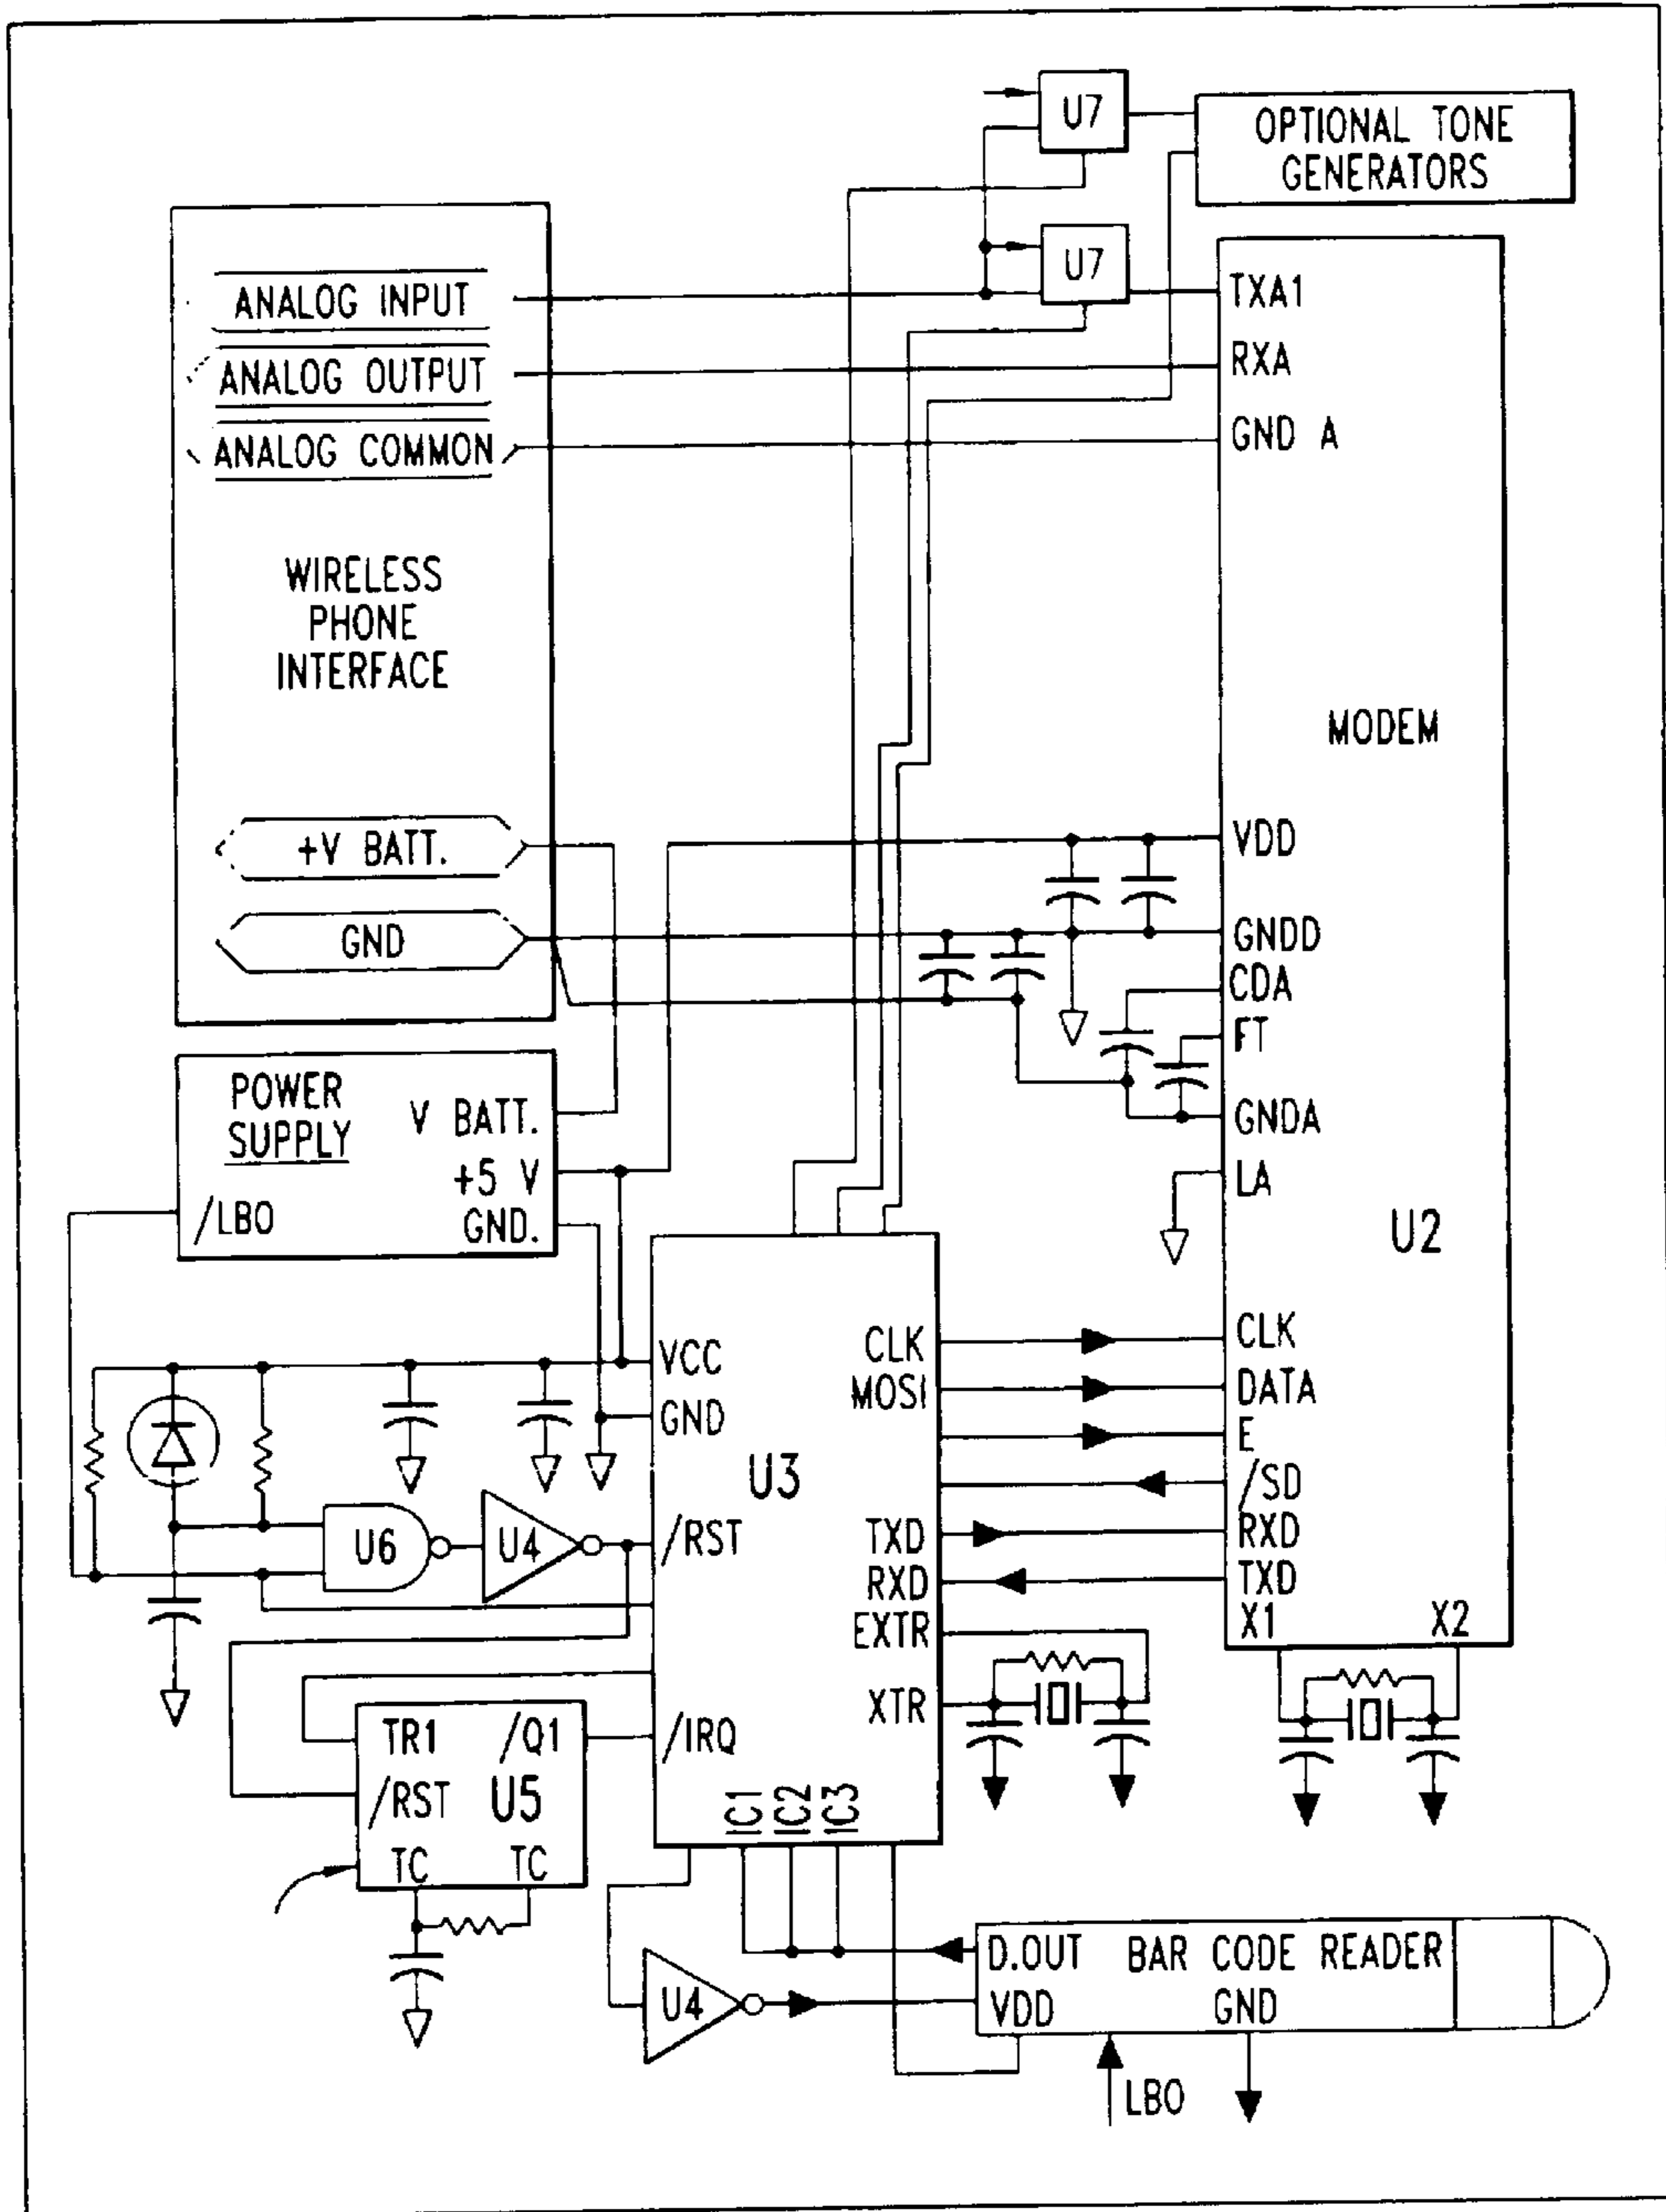 U7
OPTIONAL TONE
GENERATORS
U7
ANALOG INPUT
ANALOG OUTPUT
ANALOG COMMON
WIRELESS
PHONE
INTERFACE
+V BATT.
GND
TXA1
RXA
GND A
MODEM
VDD
GNDD
CDA
FT
GNDA
LA
U2
CLK
DATA
E
/SD
RXD
TXD
X1
X2
POWER
SUPPLY
V BATT.
+5 V
GND.
/LBO
VCC
GND
U3
/RST
/IRQ
CLK
MOSI
TXD
RXD
EXTR
XTR
IC1
IC2
IC3
U6
U4
TR1
/Q1
/RST
U5
TC
TC
U4
D.OUT
BAR CODE READER
VDD
GND
LBO